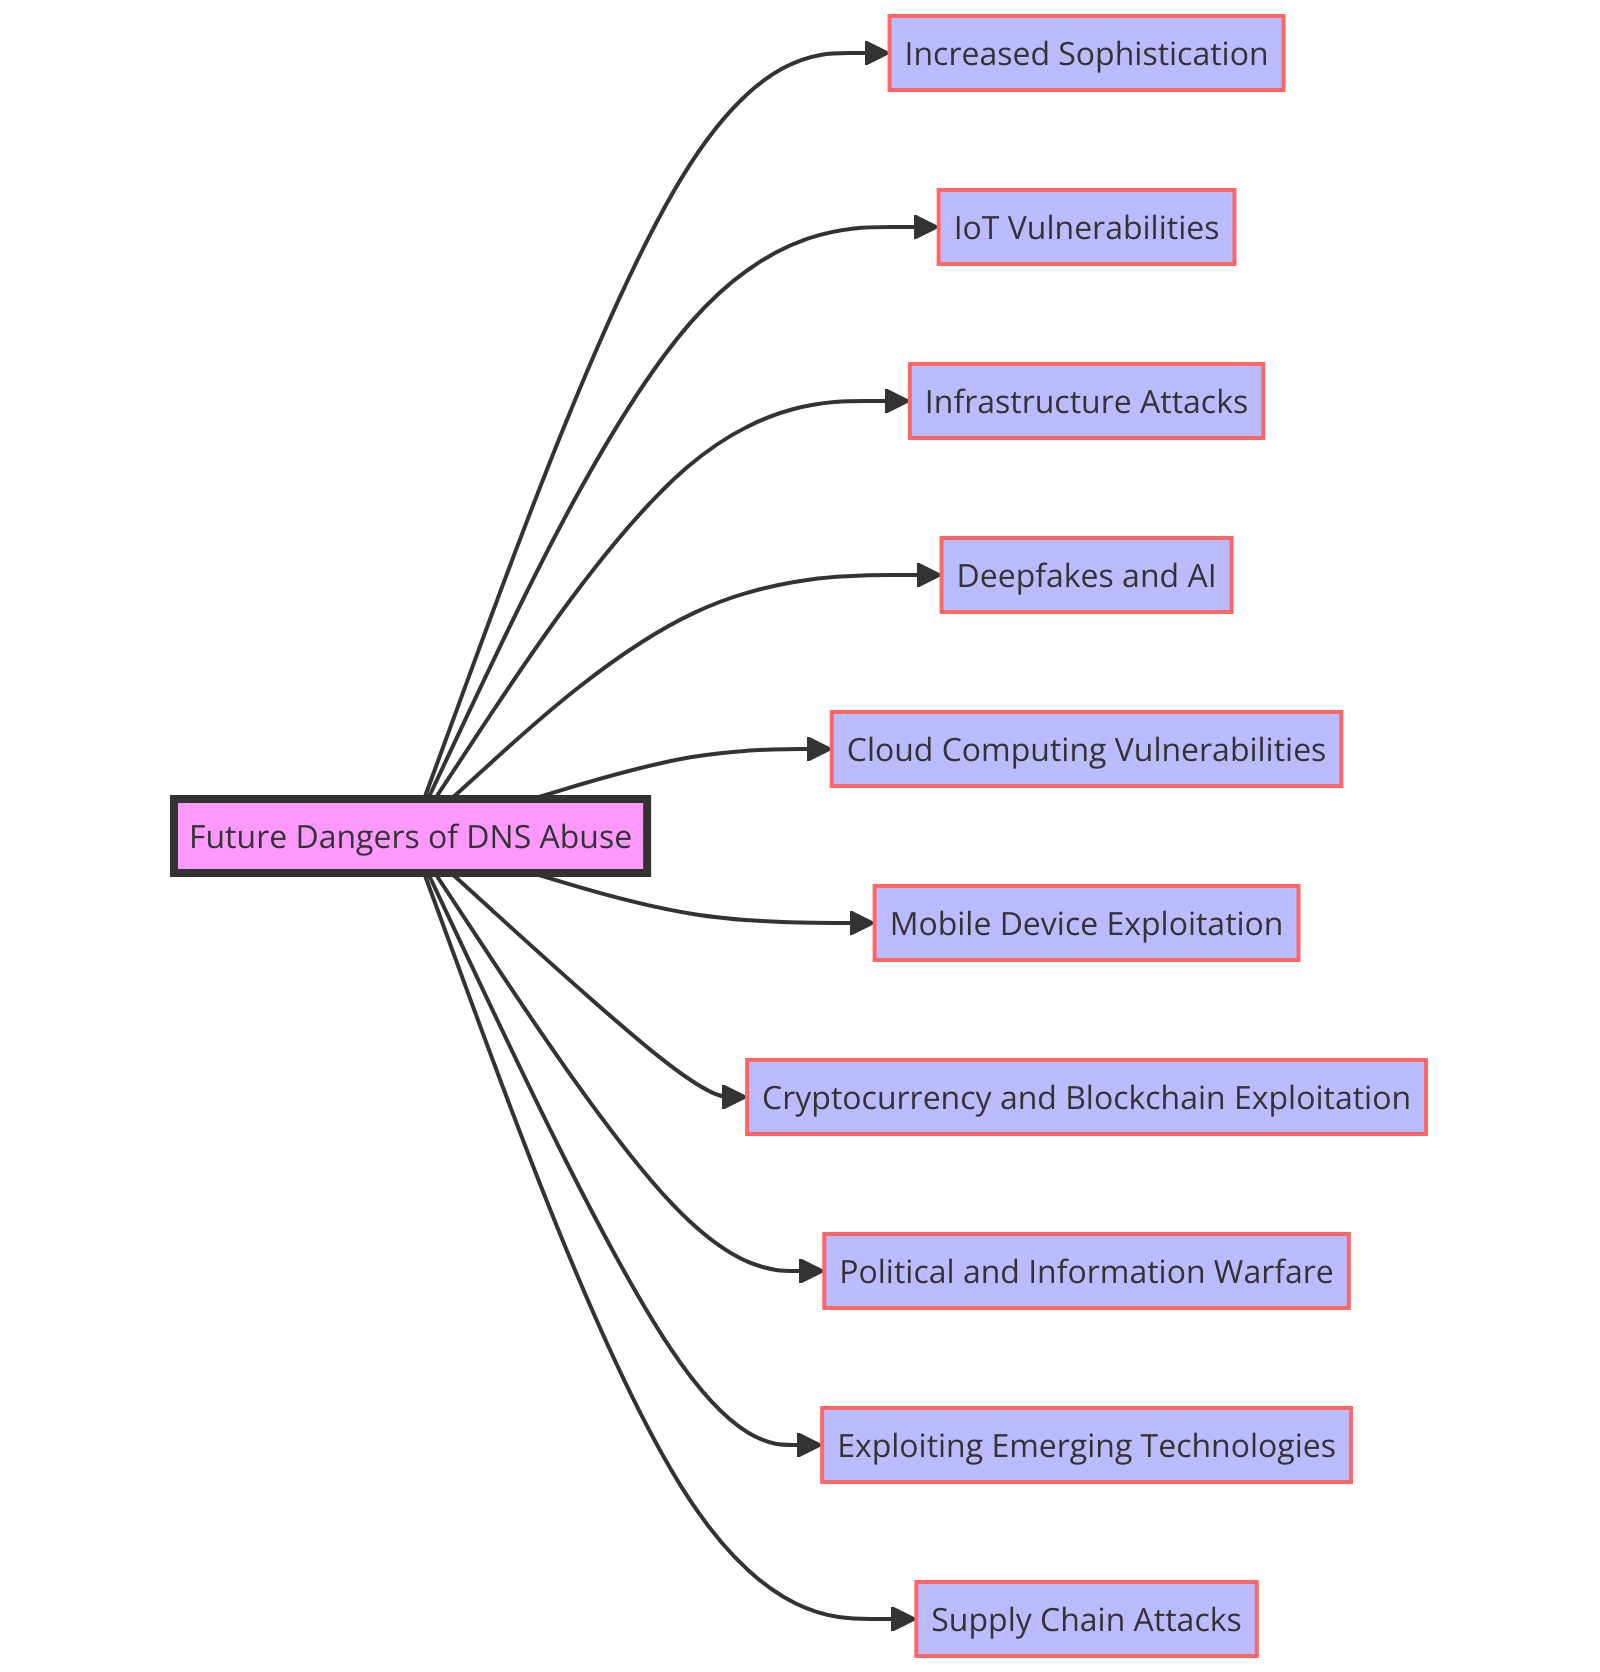 Increased Sophistication
IoT Vulnerabilities
Infrastructure Attacks
Deepfakes and AI
Cloud Computing Vulnerabilities
Future Dangers of DNS Abuse
Mobile Device Exploitation
Cryptocurrency and Blockchain Exploitation
Political and Information Warfare
Exploiting Emerging Technologies
Supply Chain Attacks